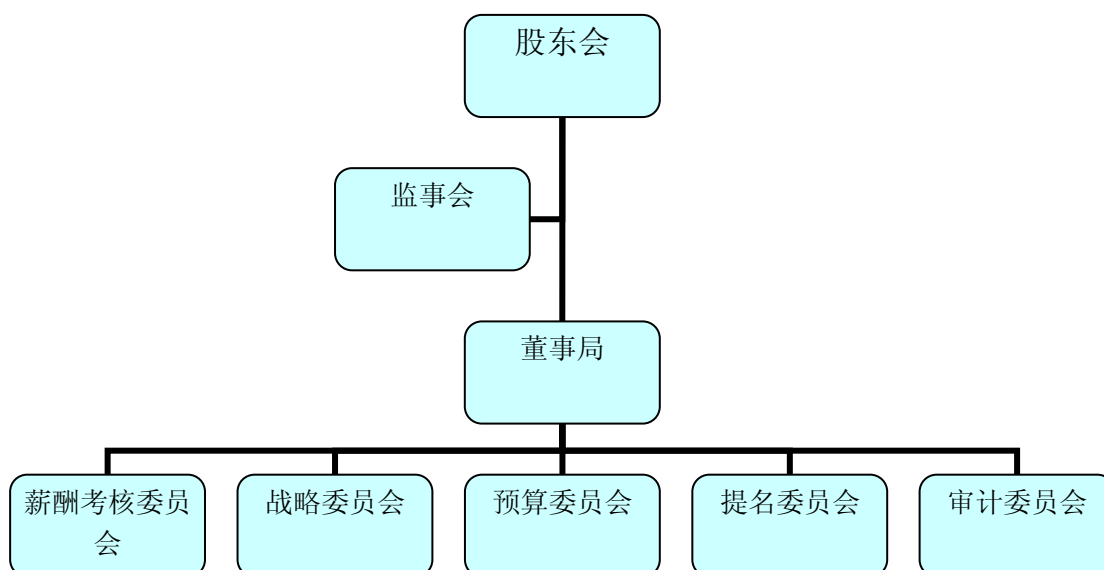 股东会
监事会
董事局
薪酬考核委员
会
战略委员会
预算委员会
提名委员会
审计委员会